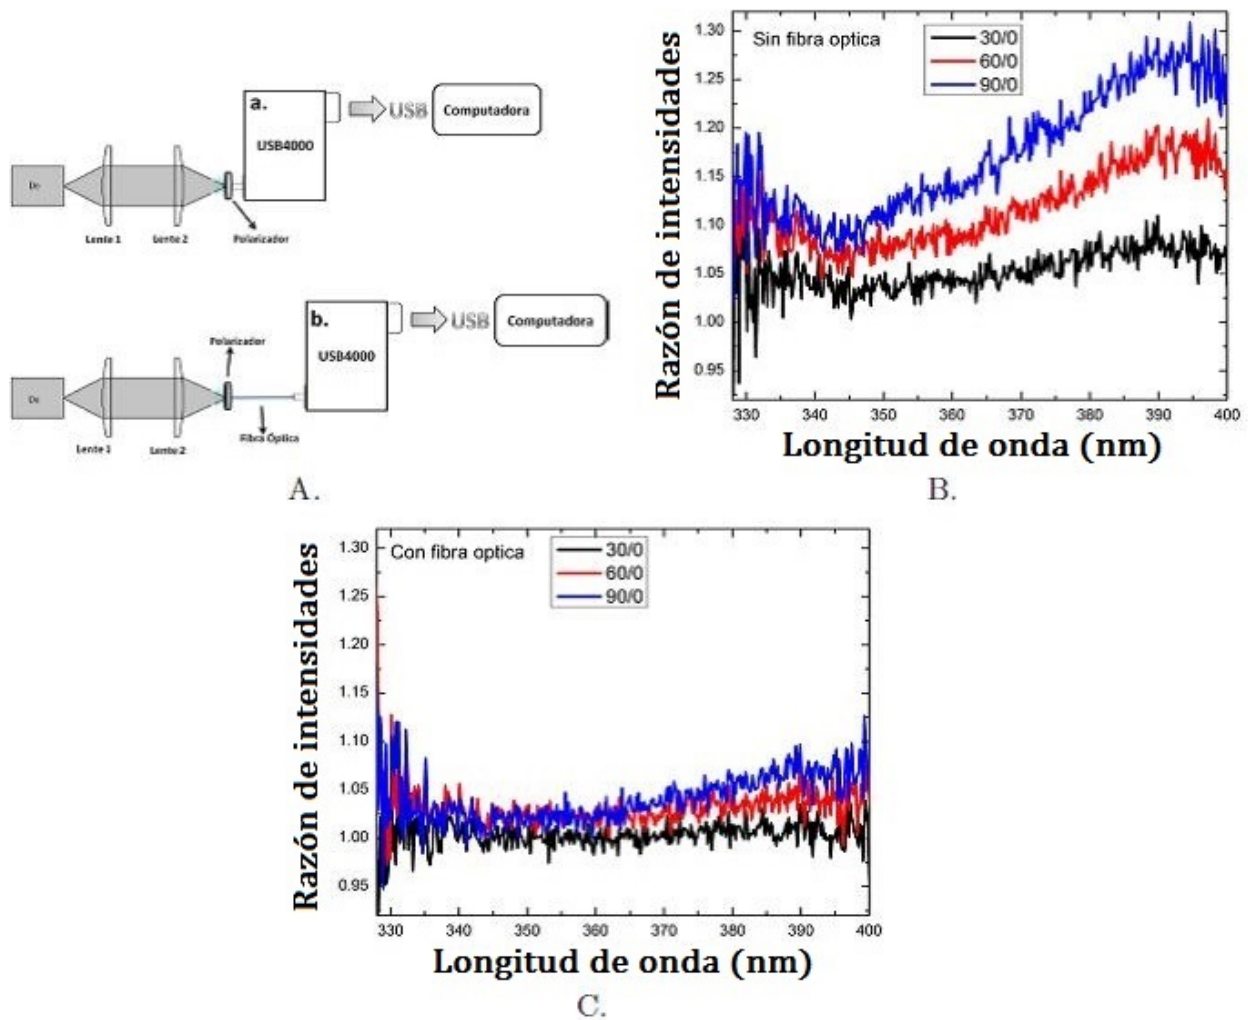 a.
USB4000
USB
Computadora
Lente 1
Lente 2
Polarizador
Polarizador
b.
USB4000
USB
Computadora
Lente 1
Lente 2
Fibra Óptica
A.
Razón de intensidades
Sin fibra optica
30/0
60/0
90/0
1.30
1.25
1.20
1.15
1.10
1.05
1.00
0.95
330 340 350 360 370 380 390 400
Longitud de onda (nm)
B.
Razón de intensidades
Con fibra optica
30/0
60/0
90/0
1.30
1.25
1.20
1.15
1.10
1.05
1.00
0.95
330 340 350 360 370 380 390 400
Longitud de onda (nm)
C.